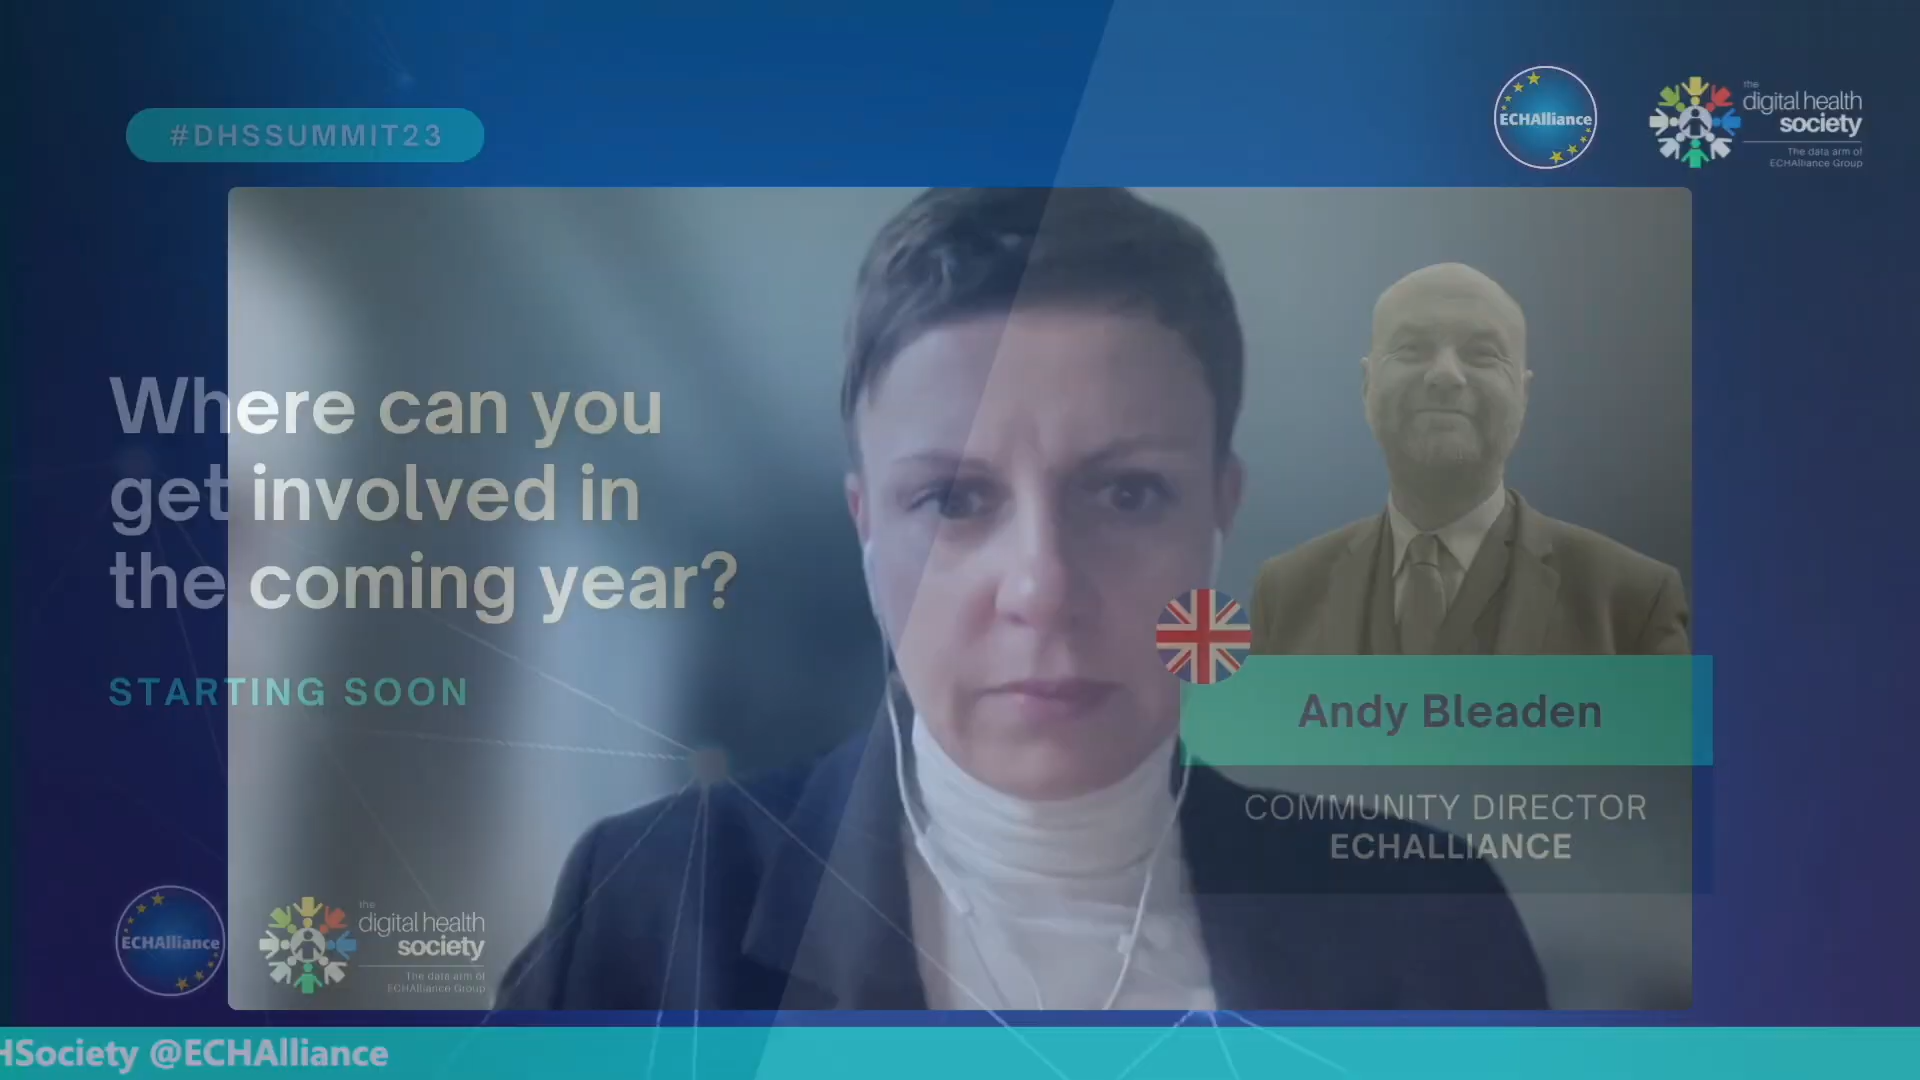 #DHSSUMMIT23
ECHAlliance
the
digital health
society
The data arm of
ECHAlliance Group
Where can you
get involved in
the coming year?
STARTING SOON
Andy Bleaden
COMMUNITY DIRECTOR
ECHALLIANCE
ECHAlliance
the
digital health
society
The data arm of
ECHAlliance Group
HSociety @ECHAlliance